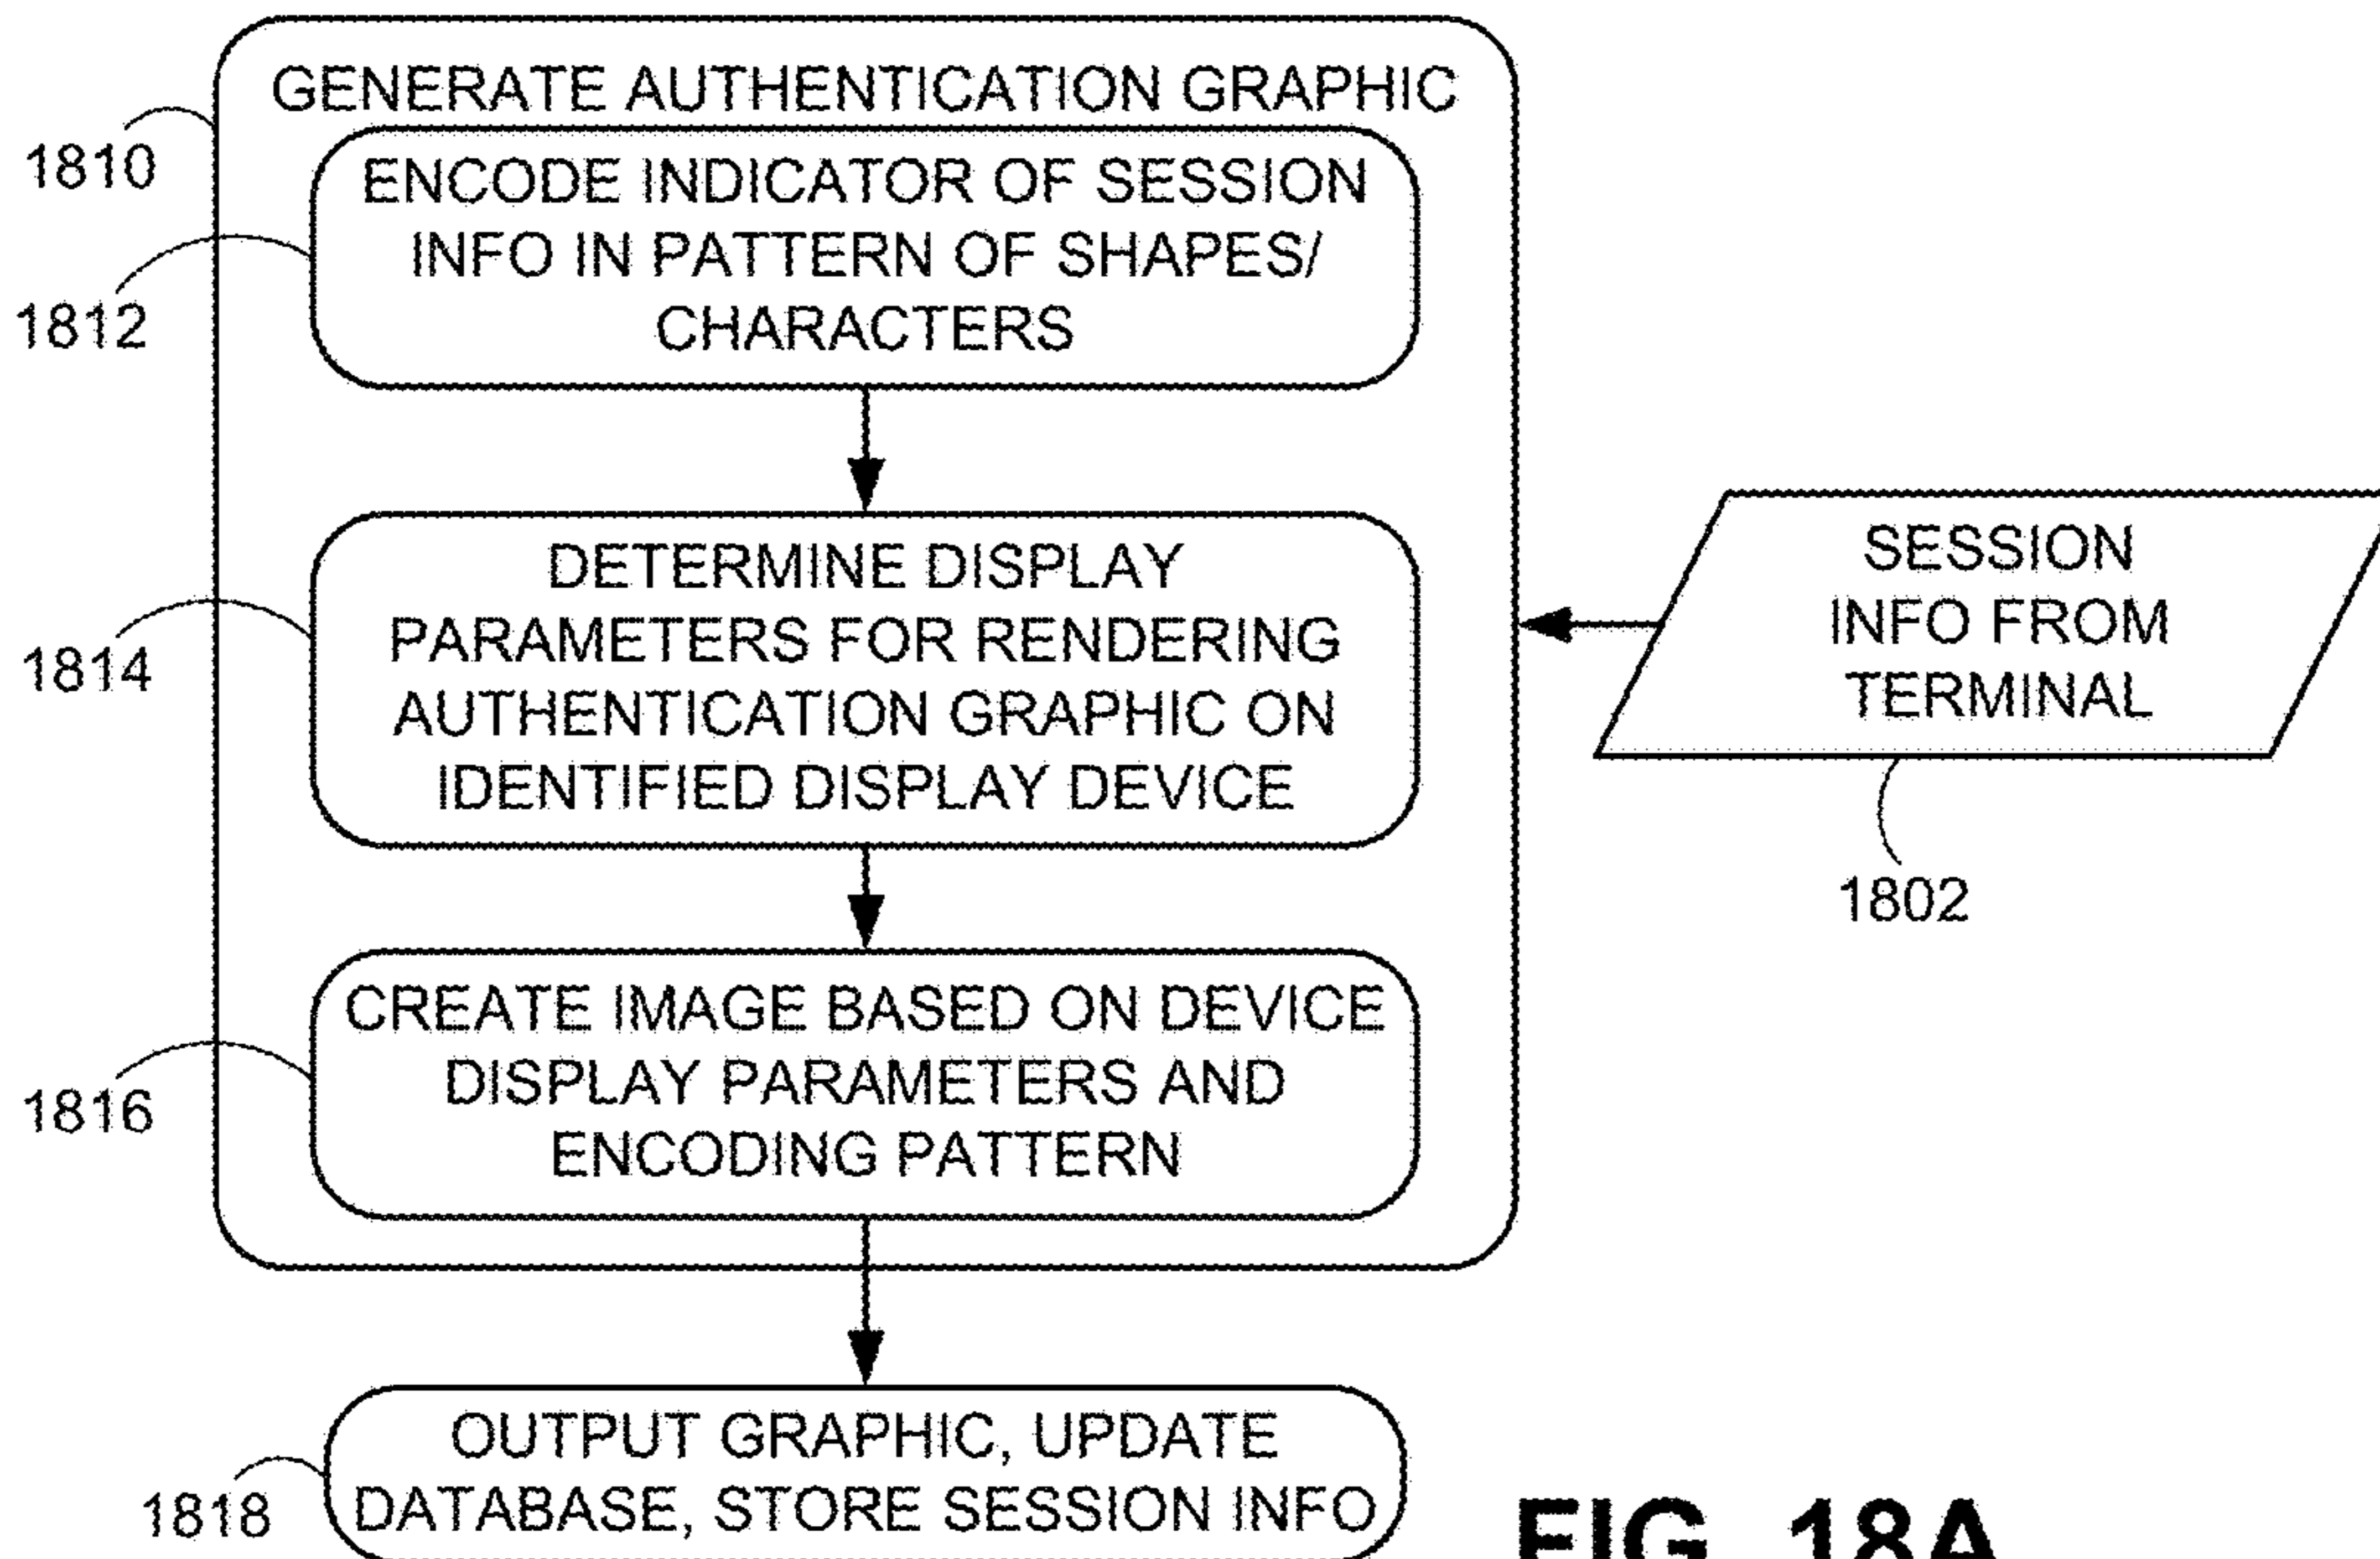 GENERATE AUTHENTICATION GRAPHIC
1810
ENCODE INDICATOR OF SESSION
INFO IN PATTERN OF SHAPES/
CHARACTERS
1812
DETERMINE DISPLAY
PARAMETERS FOR RENDERING
AUTHENTICATION GRAPHIC ON
IDENTIFIED DISPLAY DEVICE
1814
SESSION
INFO FROM
TERMINAL
1802
CREATE IMAGE BASED ON DEVICE
DISPLAY PARAMETERS AND
ENCODING PATTERN
1816
OUTPUT GRAPHIC, UPDATE
DATABASE, STORE SESSION INFO
1818
FIG. 18A